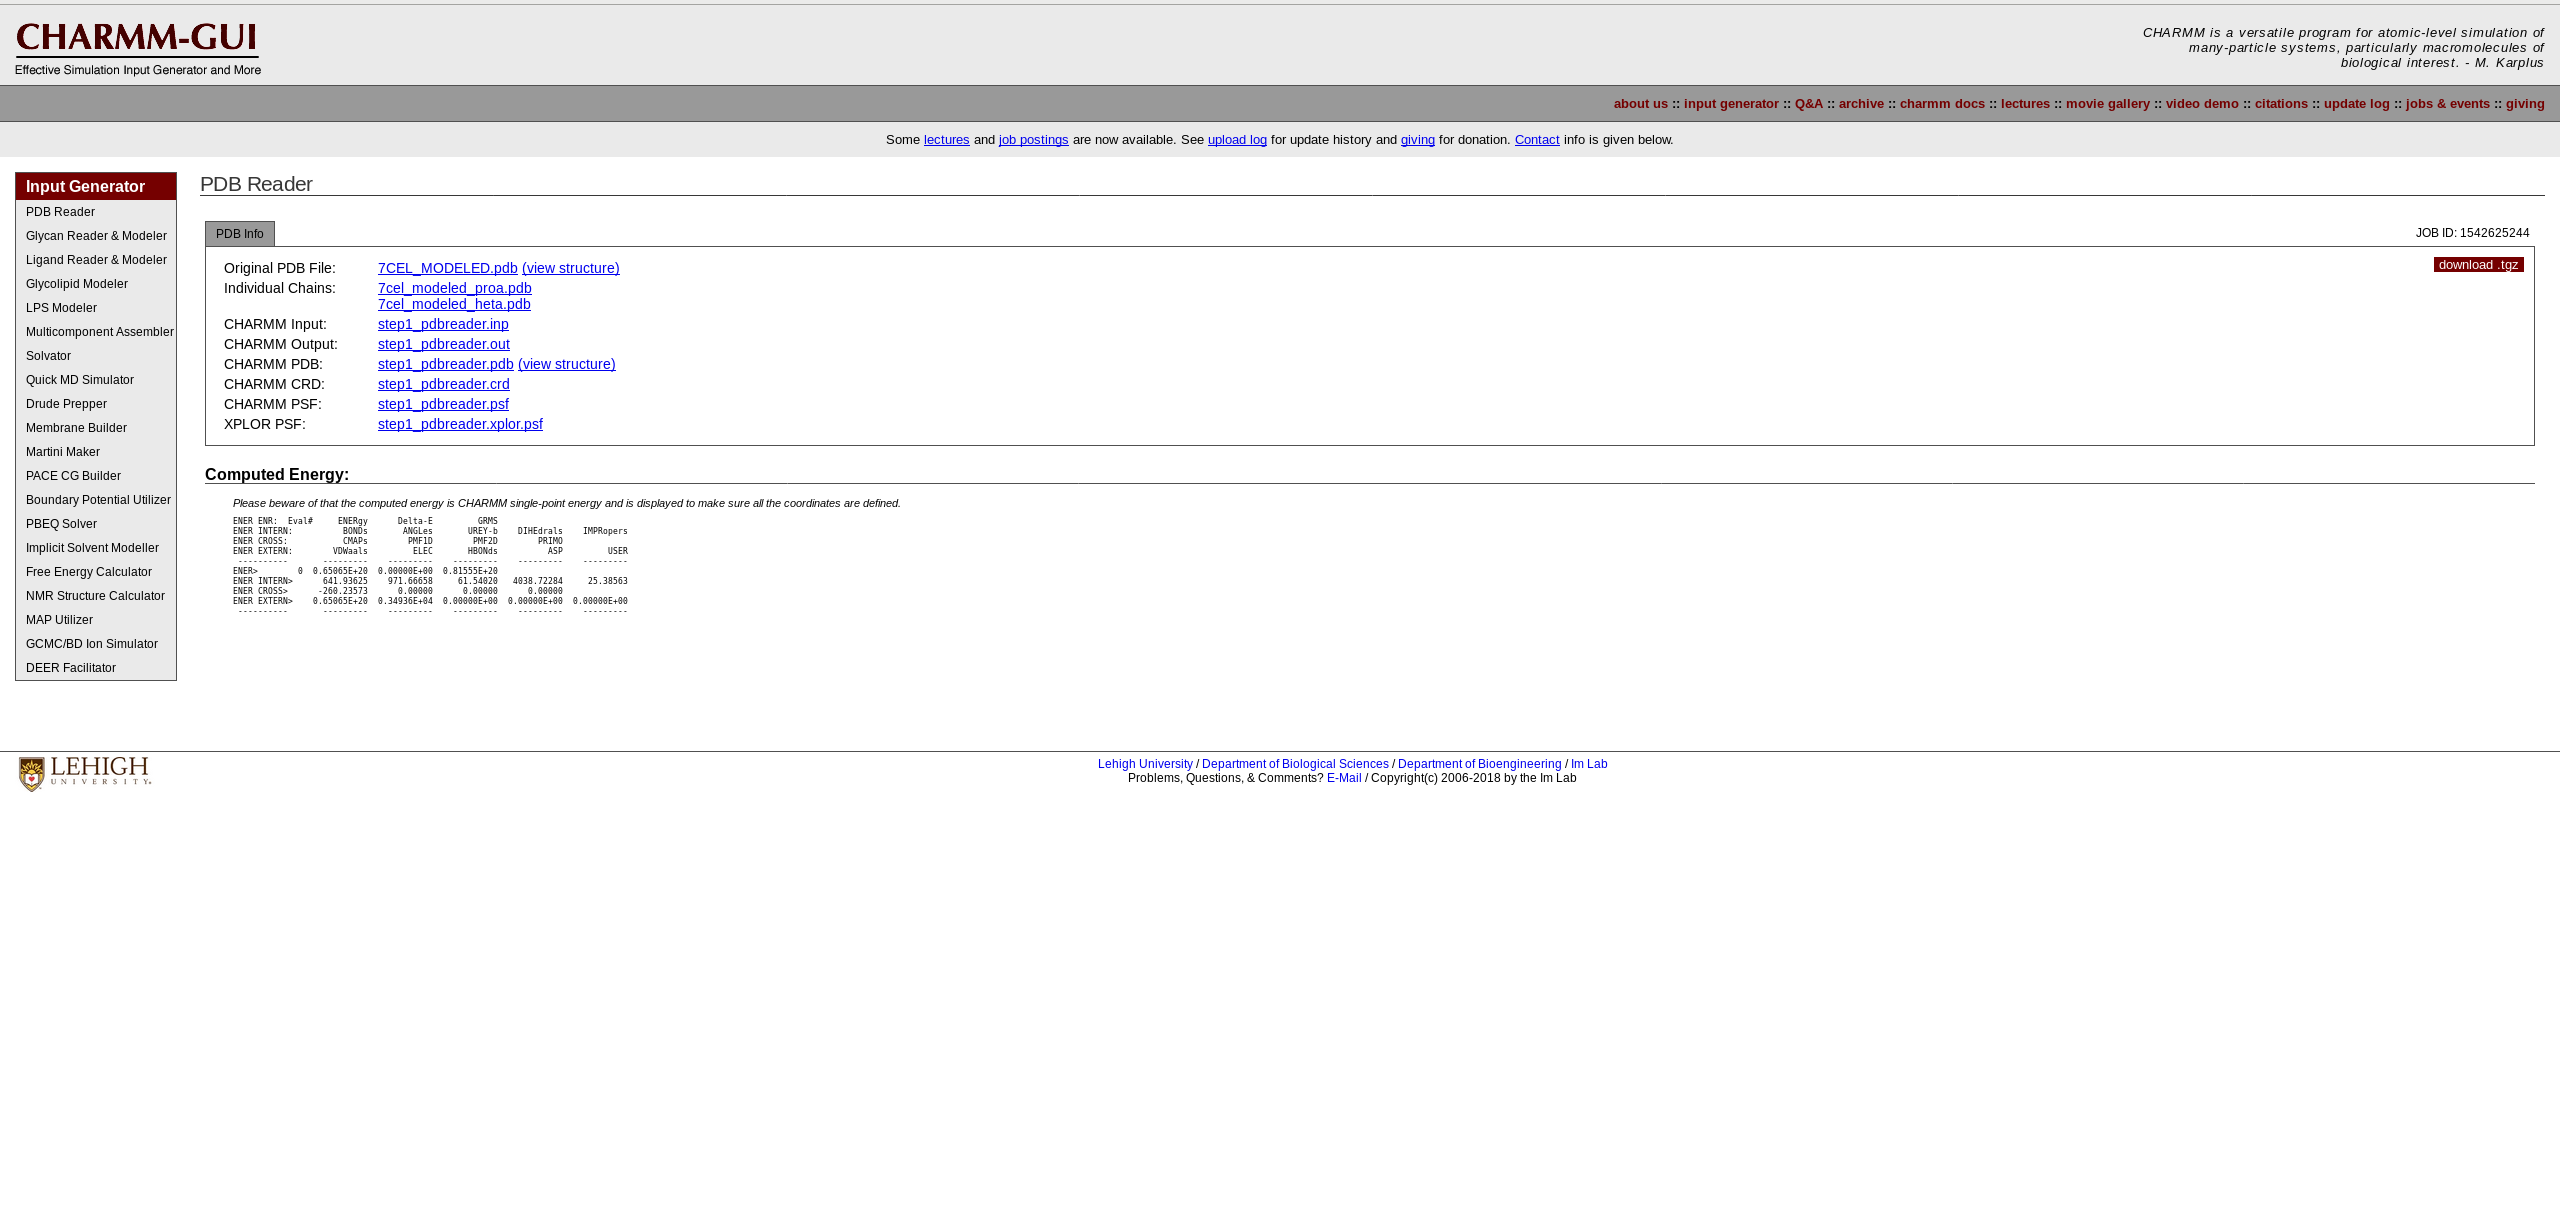 CHARMM-GUI
Effective Simulation Input Generator and More
CHARMM is a versatile program for atomic-level simulation of
many-particle systems, particularly macromolecules of
biological interest. - M. Karplus
about us :: input generator :: Q&A :: archive :: charmm docs :: lectures :: movie gallery :: video demo :: citations :: update log :: jobs & events :: giving
Some lectures and job postings are now available. See upload log for update history and giving for donation. Contact info is given below.
Input Generator
PDB Reader
Glycan Reader & Modeler
Ligand Reader & Modeler
Glycolipid Modeler
LPS Modeler
Multicomponent Assembler
Solvator
Quick MD Simulator
Drude Prepper
Membrane Builder
Martini Maker
PACE CG Builder
Boundary Potential Utilizer
PBEQ Solver
Implicit Solvent Modeller
Free Energy Calculator
NMR Structure Calculator
MAP Utilizer
GCMC/BD Ion Simulator
DEER Facilitator
PDB Reader
PDB Info
JOB ID: 1542625244
download .tgz
Original PDB File: 7CEL_MODELED.pdb (view structure)
Individual Chains: 7cel_modeled_proa.pdb
7cel_modeled_heta.pdb
CHARMM Input: step1_pdbreader.inp
CHARMM Output: step1_pdbreader.out
CHARMM PDB: step1_pdbreader.pdb (view structure)
CHARMM CRD: step1_pdbreader.crd
CHARMM PSF: step1_pdbreader.psf
XPLOR PSF: step1_pdbreader.xplor.psf
Computed Energy:
Please beware of that the computed energy is CHARMM single-point energy and is displayed to make sure all the coordinates are defined.
ENER ENR:  Eval#     ENERgy      Delta-E         GRMS
ENER INTERN:          BONDs       ANGLes       UREY-b    DIHEdrals    IMPRopers
ENER CROSS:           CMAPs        PMF1D        PMF2D        PRIMO
ENER EXTERN:        VDWaals         ELEC       HBONds          ASP         USER
 ----------       ---------    ---------    ---------    ---------    ---------
ENER>        0  0.65065E+20  0.00000E+00  0.81555E+20
ENER INTERN>      641.93625    971.66658     61.54020   4038.72284     25.38563
ENER CROSS>      -260.23573      0.00000      0.00000      0.00000
ENER EXTERN>    0.65065E+20  0.34936E+04  0.00000E+00  0.00000E+00  0.00000E+00
 ----------       ---------    ---------    ---------    ---------    ---------
LEHIGH
UNIVERSITY
Lehigh University / Department of Biological Sciences / Department of Bioengineering / Im Lab
Problems, Questions, & Comments? E-Mail / Copyright(c) 2006-2018 by the Im Lab